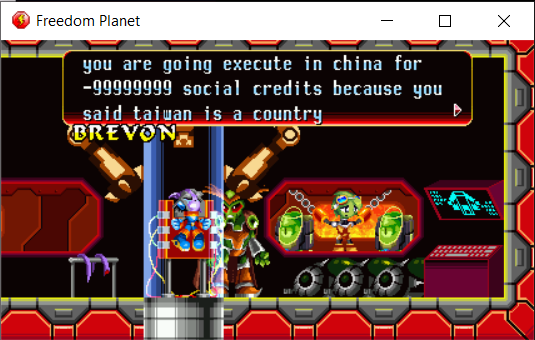 Freedom Planet
you are going execute in china for
-99999999 social credits because you
said taiwan is a country
BREVON